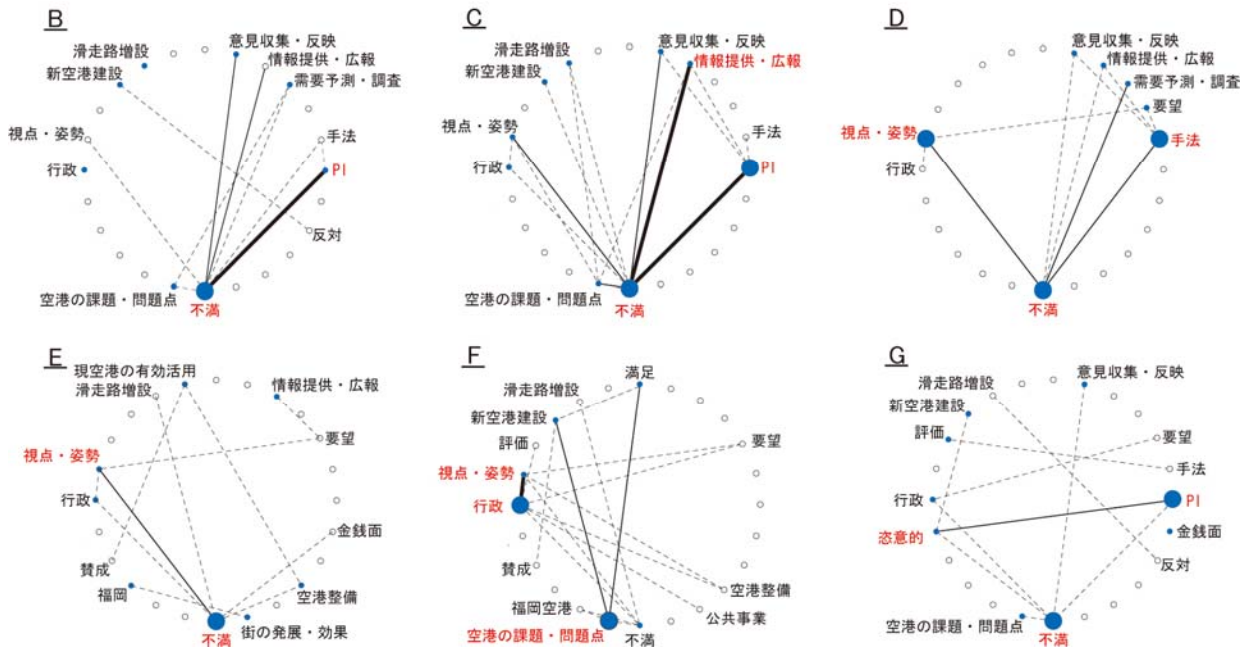 B
滑走路増設
意見収集・反映
情報提供・広報
新空港建設
需要予測・調査
視点・姿勢
手法
行政
PI
反対
空港の課題・問題点
不満
C
滑走路増設
意見収集・反映
情報提供・広報
新空港建設
視点・姿勢
手法
行政
PI
空港の課題・問題点
不満
D
意見収集・反映
情報提供・広報
需要予測・調査
要望
視点・姿勢
手法
行政
不満
E
現空港の有効活用
滑走路増設
情報提供・広報
要望
視点・姿勢
行政
金銭面
賛成
福岡
空港整備
街の発展・効果
不満
F
満足
滑走路増設
新空港建設
評価
要望
視点・姿勢
行政
賛成
空港整備
福岡空港
公共事業
空港の課題・問題点
不満
G
滑走路増設
意見収集・反映
新空港建設
評価
要望
手法
行政
PI
恣意的
金銭面
反対
空港の課題・問題点
不満